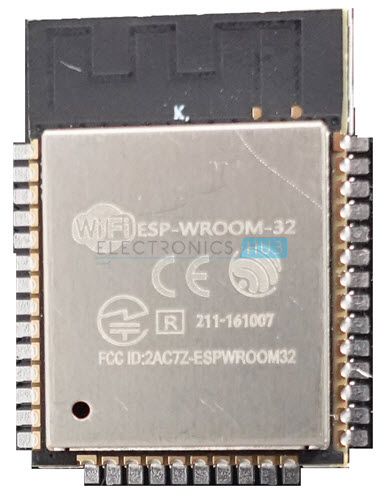 K,
WiFi ESP-WROOM-32
ELECTRONICS HUB
CE
R 211-161007
FCC ID:2AC7Z-ESPWROOM32